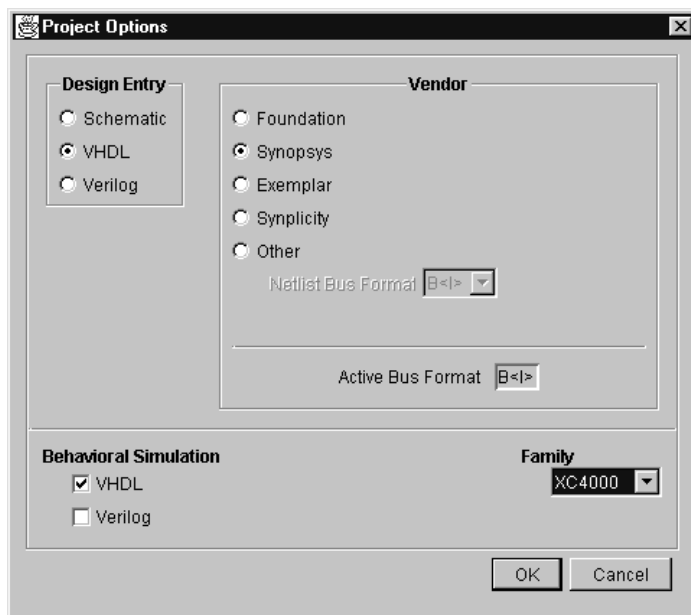 Project Options
Design Entry
Schematic
VHDL
Verilog
Vendor
Foundation
Synopsys
Exemplar
Synplicity
Other
Netlist Bus Format B<I>
Active Bus Format B<I>
Behavioral Simulation
VHDL
Verilog
Family
XC4000
OK Cancel